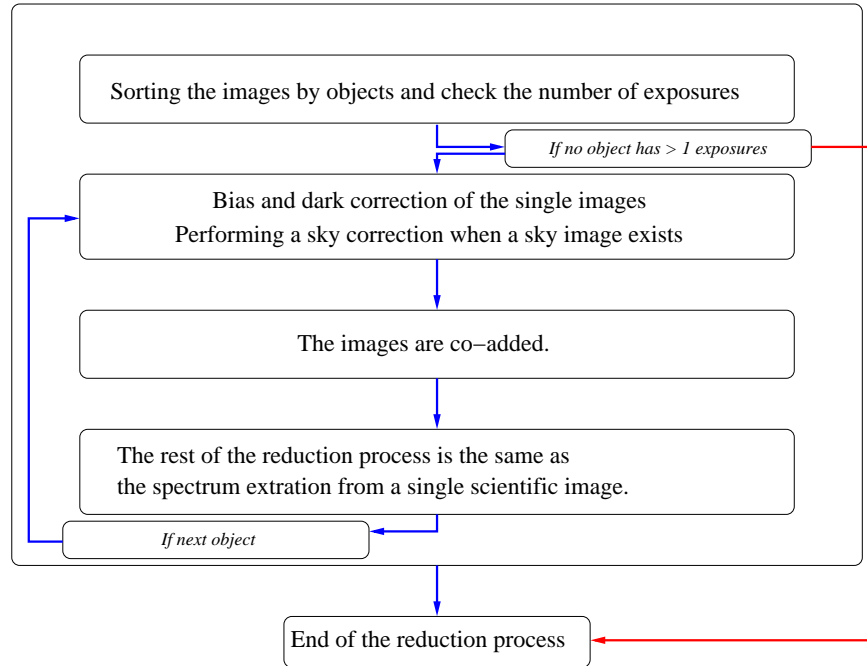 Sorting the images by objects and check the number of exposures
If no object has > 1 exposures
Bias and dark correction of the single images
Performing a sky correction when a sky image exists
The images are co−added.
The rest of the reduction process is the same as
the spectrum extration from a single scientific image.
If next object
End of the reduction process